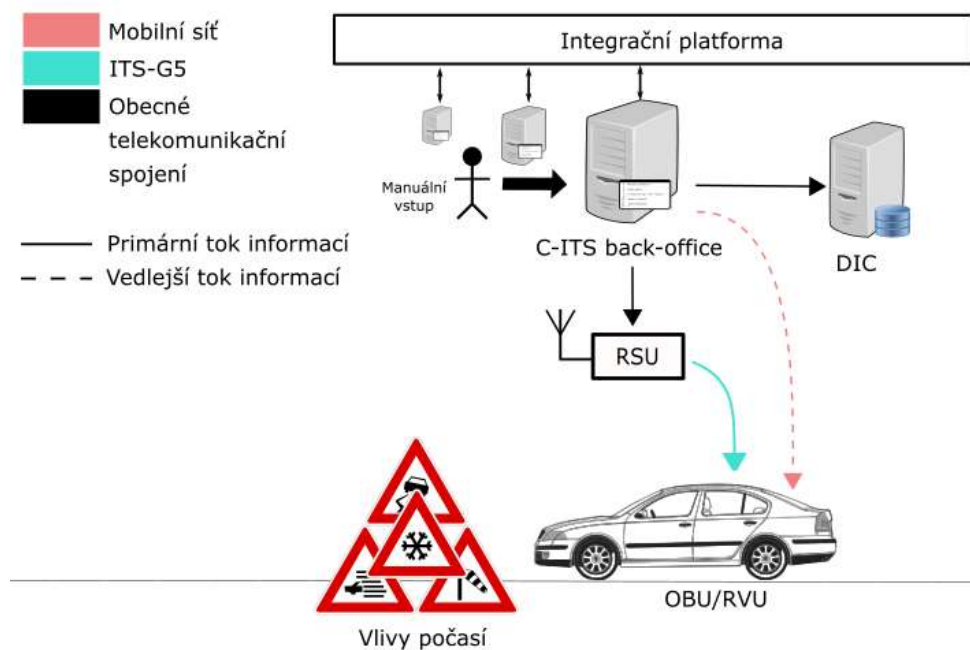 Mobilní síť
ITS-G5
Obecné
telekomunikační
spojení
Primární tok informací
Vedlejší tok informací
Integrační platforma
Manuální
vstup
C-ITS back-office
DIC
RSU
OBU/RVU
Vlivy počasí